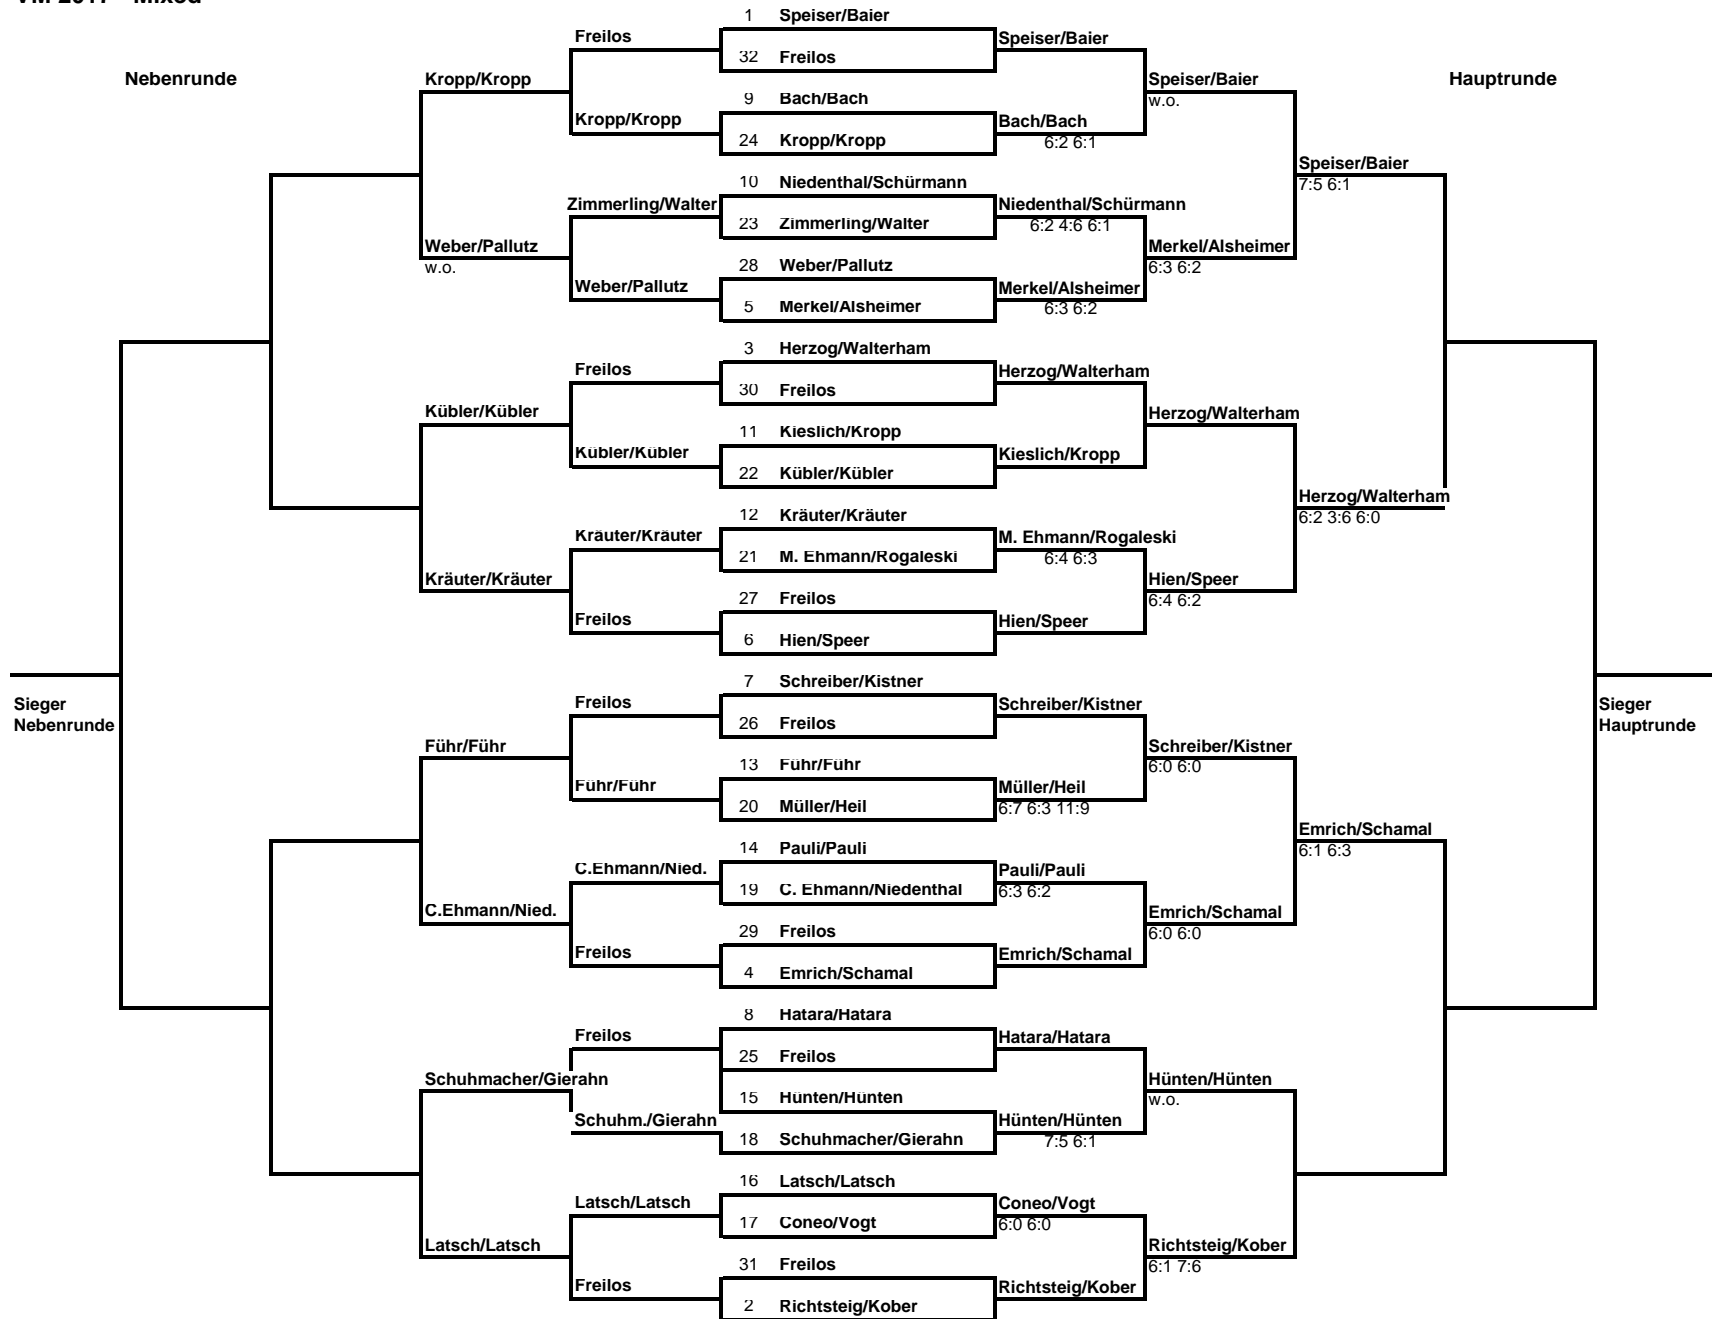 1 Speiser/Baier
Freilos Speiser/Baier
32 Freilos
Nebenrunde Kropp/Kropp Speiser/Baier Hauptrunde
9 Bach/Bach w.o.
Kropp/Kropp Bach/Bach
24 Kropp/Kropp 6:2 6:1
Speiser/Baier
10 Niedenthal/Schürmann 7:5 6:1
Zimmerling/Walter Niedenthal/Schürmann
23 Zimmerling/Walter 6:2 4:6 6:1
Weber/Pallutz Merkel/Alsheimer
w.o. 28 Weber/Pallutz 6:3 6:2
Weber/Pallutz Merkel/Alsheimer
5 Merkel/Alsheimer 6:3 6:2
3 Herzog/Walterham
Freilos Herzog/Walterham
30 Freilos
Kübler/Kübler Herzog/Walterham
11 Kieslich/Kropp
Kübler/Kübler Kieslich/Kropp
22 Kübler/Kübler
Herzog/Walterham
12 Kräuter/Kräuter 6:2 3:6 6:0
Kräuter/Kräuter M. Ehmann/Rogaleski
21 M. Ehmann/Rogaleski 6:4 6:3
Kräuter/Kräuter Hien/Speer
27 Freilos 6:4 6:2
Freilos Hien/Speer
6 Hien/Speer
7 Schreiber/Kistner
Sieger Freilos Schreiber/Kistner Sieger
Nebenrunde 26 Freilos Hauptrunde
Führ/Führ Schreiber/Kistner
13 Führ/Führ 6:0 6:0
Führ/Führ Müller/Heil
20 Müller/Heil 6:7 6:3 11:9
Emrich/Schamal
14 Pauli/Pauli 6:1 6:3
C.Ehmann/Nied. Pauli/Pauli
19 C. Ehmann/Niedenthal 6:3 6:2
C.Ehmann/Nied. Emrich/Schamal
29 Freilos 6:0 6:0
Freilos Emrich/Schamal
4 Emrich/Schamal
8 Hatara/Hatara
Freilos Hatara/Hatara
25 Freilos
Schuhmacher/Gierahn Hünten/Hünten
15 Hünten/Hünten w.o.
Schuhm./Gierahn Hünten/Hünten
18 Schuhmacher/Gierahn 7:5 6:1
16 Latsch/Latsch
Latsch/Latsch Coneo/Vogt
17 Coneo/Vogt 6:0 6:0
Latsch/Latsch Richtsteig/Kober
31 Freilos 6:1 7:6
Freilos Richtsteig/Kober
2 Richtsteig/Kober